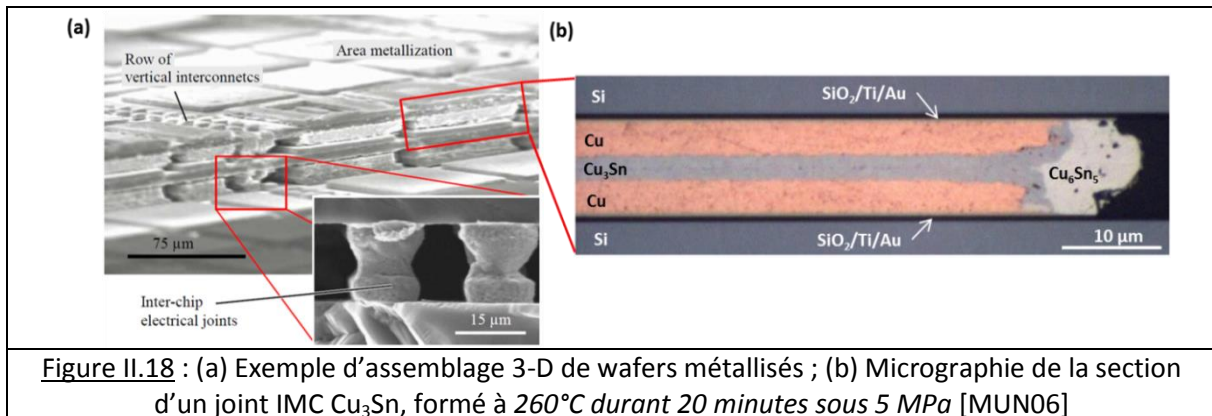 (a)
Area metallization
Row of
vertical interconnetcs
75 µm
Inter-chip
electrical joints
15 µm
(b)
Si
SiO₂/Ti/Au
Cu
Cu₃Sn
Cu₆Sn₅
Cu
Si
SiO₂/Ti/Au
10 µm
Figure II.18 : (a) Exemple d’assemblage 3-D de wafers métallisés ; (b) Micrographie de la section
d’un joint IMC Cu₃Sn, formé à 260°C durant 20 minutes sous 5 MPa [MUN06]